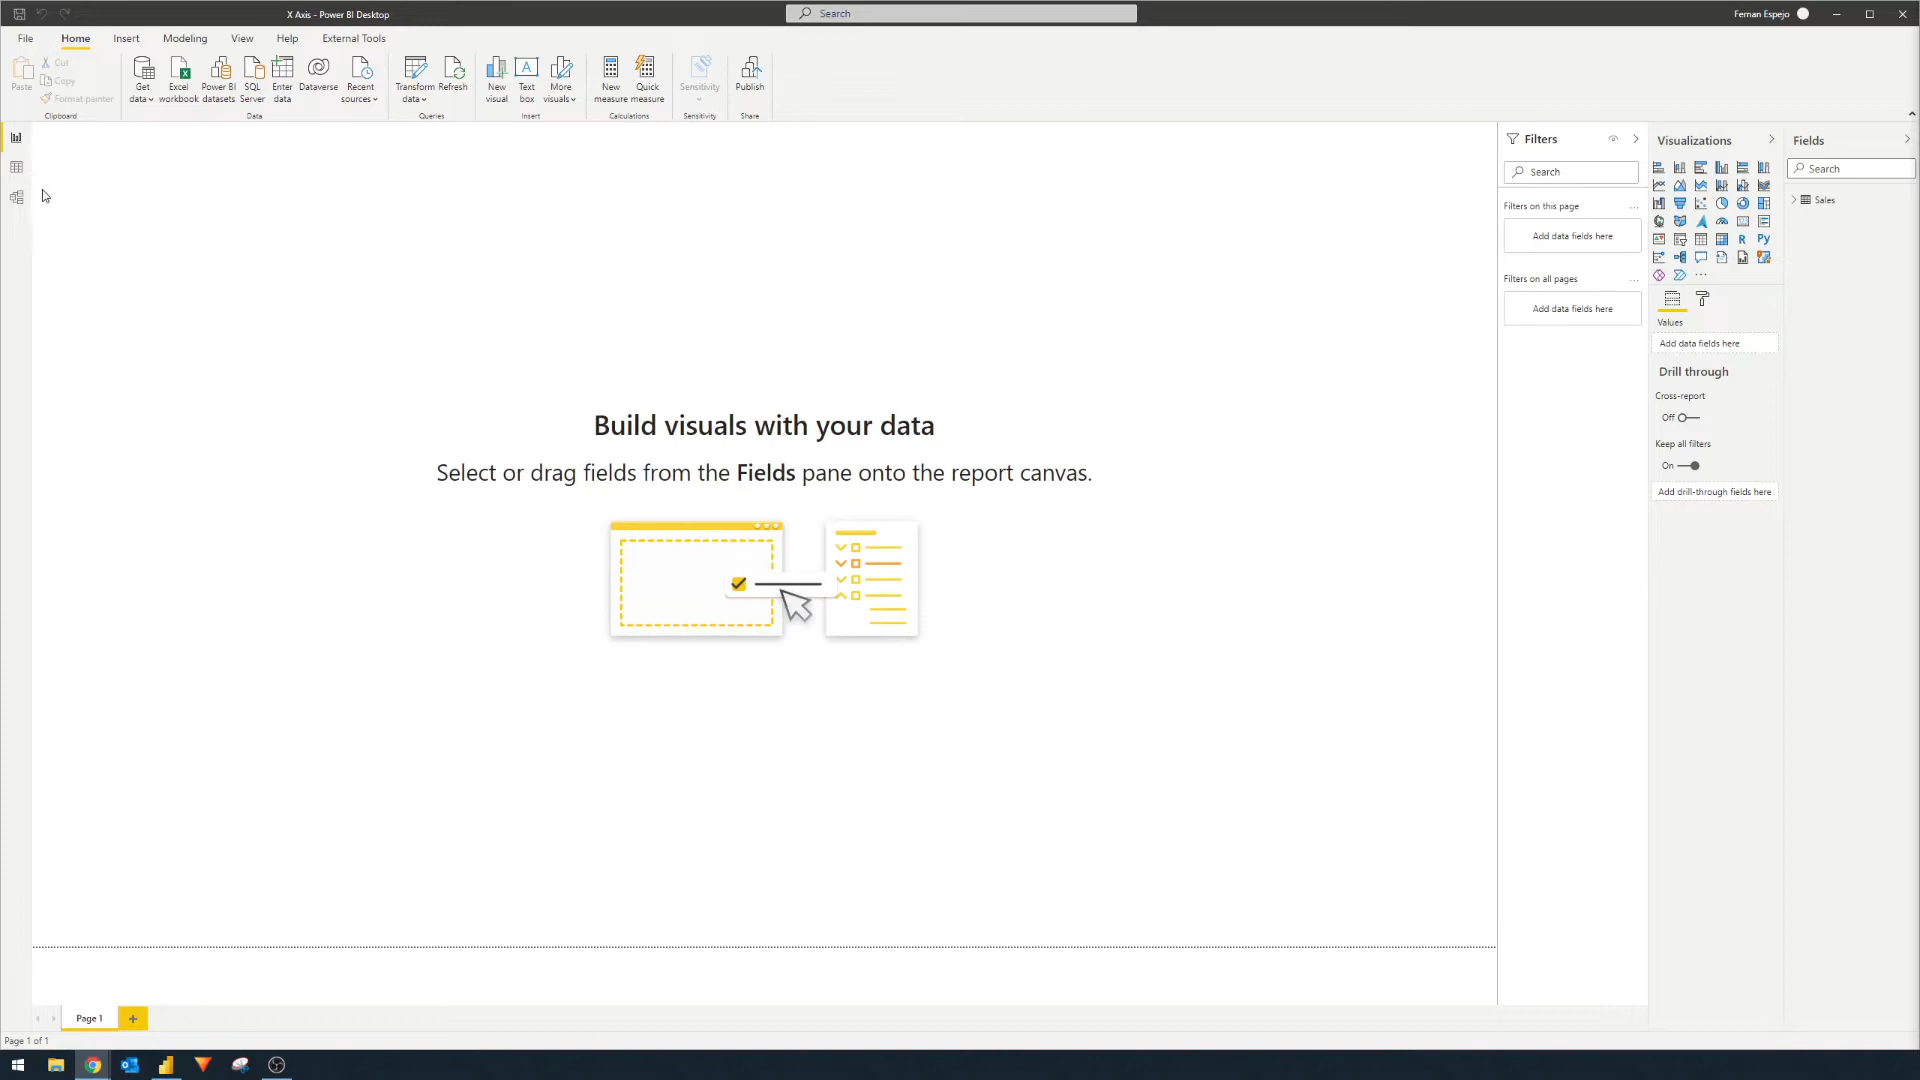 X Axis - Power BI Desktop
Search
Fernan Espejo
File
Home
Insert
Modeling
View
Help
External Tools
Paste
Cut
Copy
Format painter
Clipboard
Get
data
Excel
workbook
Power BI
datasets
SQL
Server
Enter
data
Dataverse
Recent
sources
Data
Transform
data
Refresh
Queries
New
visual
Text
box
More
visuals
Insert
New
measure
Quick
measure
Calculations
Sensitivity
Sensitivity
Publish
Share
Build visuals with your data
Select or drag fields from the Fields pane onto the report canvas.
Filters
Search
Filters on this page
...
Add data fields here
Filters on all pages
...
Add data fields here
Visualizations
R
Py
...
Values
Add data fields here
Drill through
Cross-report
Off
Keep all filters
On
Add drill-through fields here
Fields
Search
Sales
Page 1
+
Page 1 of 1